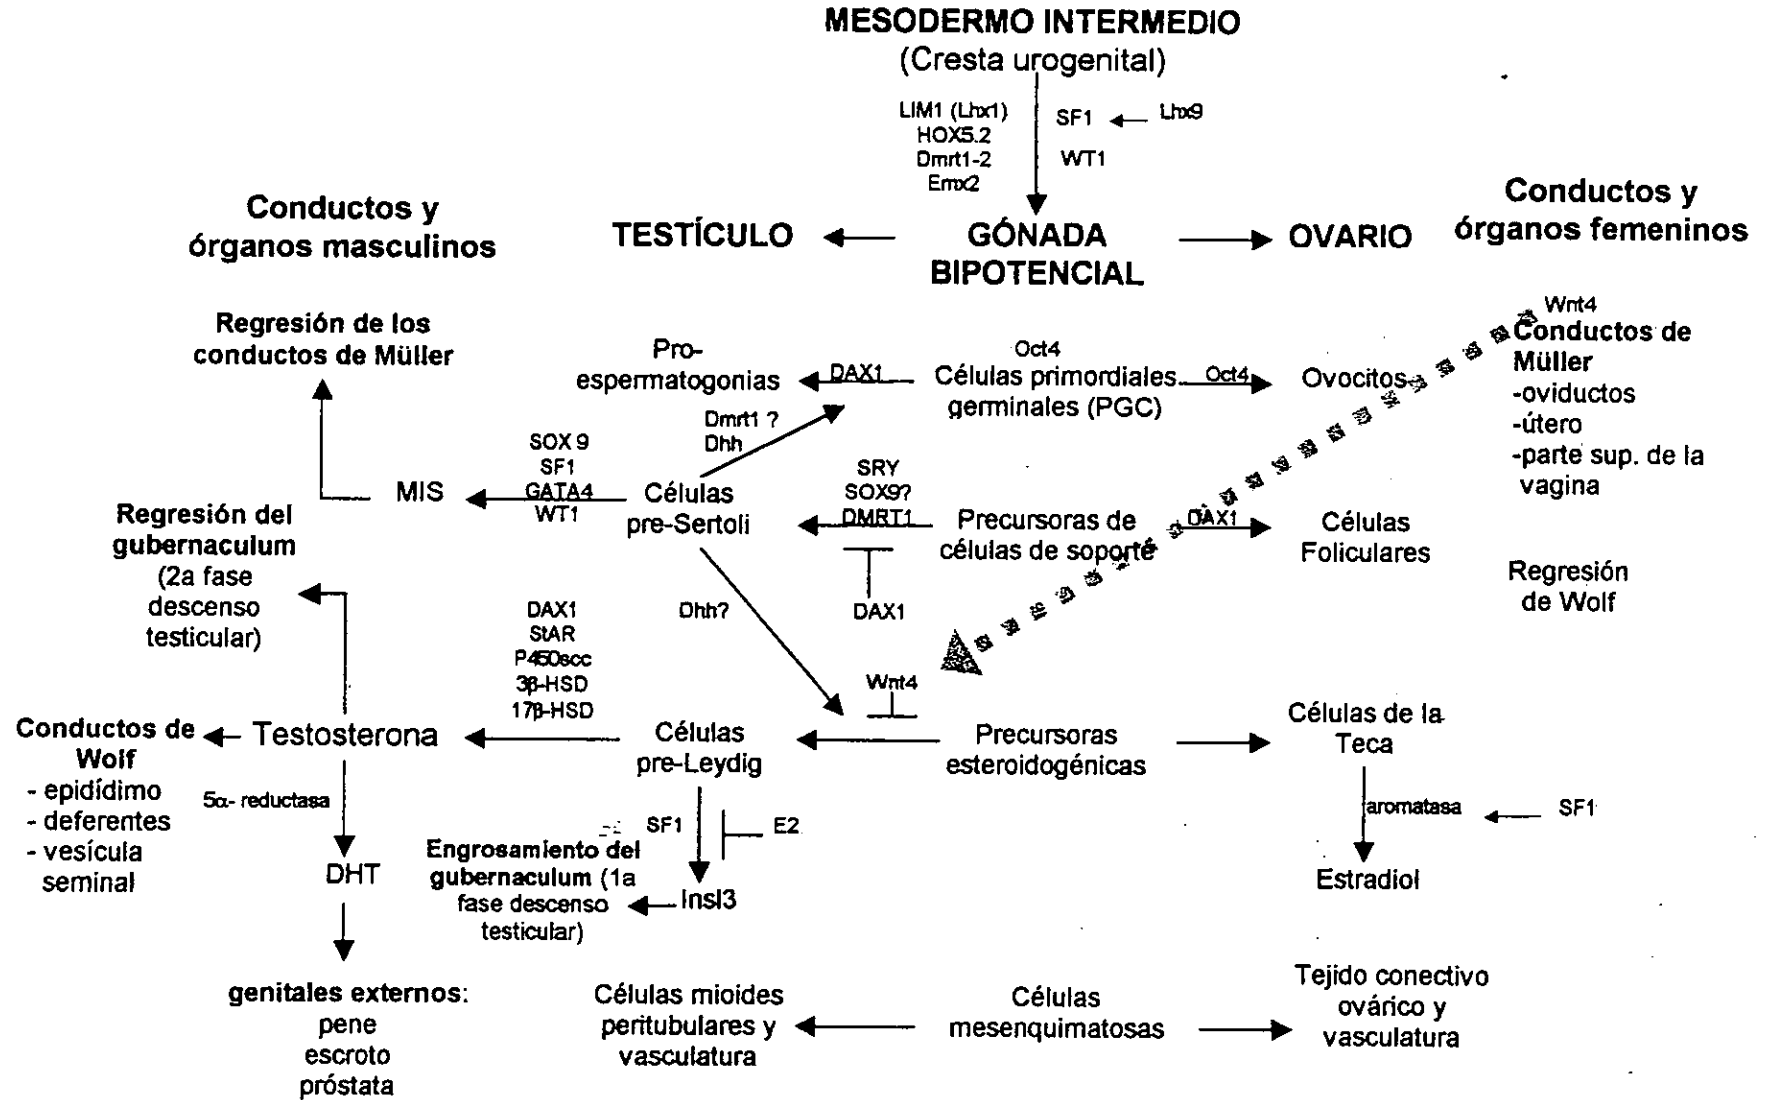 MESODERMO INTERMEDIO
(Cresta urogenital)
LIM1 (Lhx1)
HOX5.2
Dmrt1-2
Emx2
SF1
Lhx9
WT1
Conductos y
órganos masculinos
TESTÍCULO
GÓNADA
BIPOTENCIAL
OVARIO
Conductos y
órganos femeninos
Regresión de los
conductos de Müller
Pro-
espermatogonias
DAX1
Oct4
Células primordiales
germinales (PGC)
Oct4
Ovocitos
Wnt4
Conductos de
Müller
-oviductos
-útero
-parte sup. de la
vagina
Dmrt1 ?
Dhh
SOX 9
SF1
GATA4
WT1
MIS
Células
pre-Sertoli
SRY
SOX9?
DMRT1
Precursoras de
células de soporte
DAX1
Células
Foliculares
Regresión del
gubernaculum
(2a fase
descenso
testicular)
Regresión
de Wolf
DAX1
StAR
P450scc
3β-HSD
17β-HSD
Dhh?
DAX1
Wnt4
Conductos de
Wolf
- epidídimo
- deferentes
- vesícula
seminal
Testosterona
Células
pre-Leydig
Precursoras
esteroidogénicas
Células de la
Teca
5α- reductasa
DHT
SF1
E2
aromatasa
SF1
Engrosamiento del
gubernaculum (1a
fase descenso
testicular)
Insl3
Estradiol
genitales externos:
pene
escroto
próstata
Células mioides
peritubulares y
vasculatura
Células
mesenquimatosas
Tejido conectivo
ovárico y
vasculatura